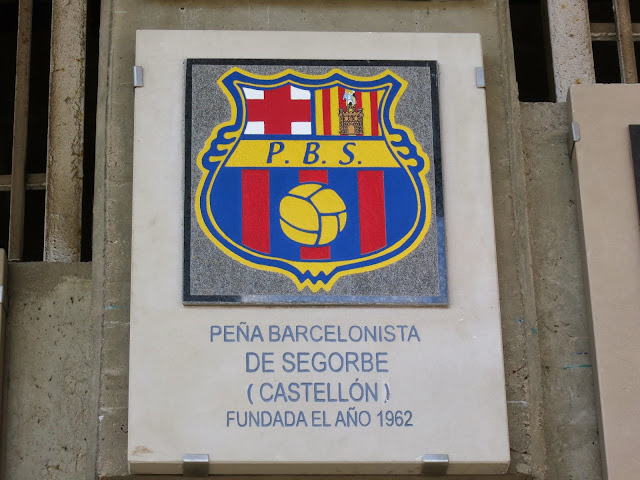 P. B. S.
PEÑA BARCELONISTA
DE SEGORBE
( CASTELLÓN )
FUNDADA EL AÑO 1962